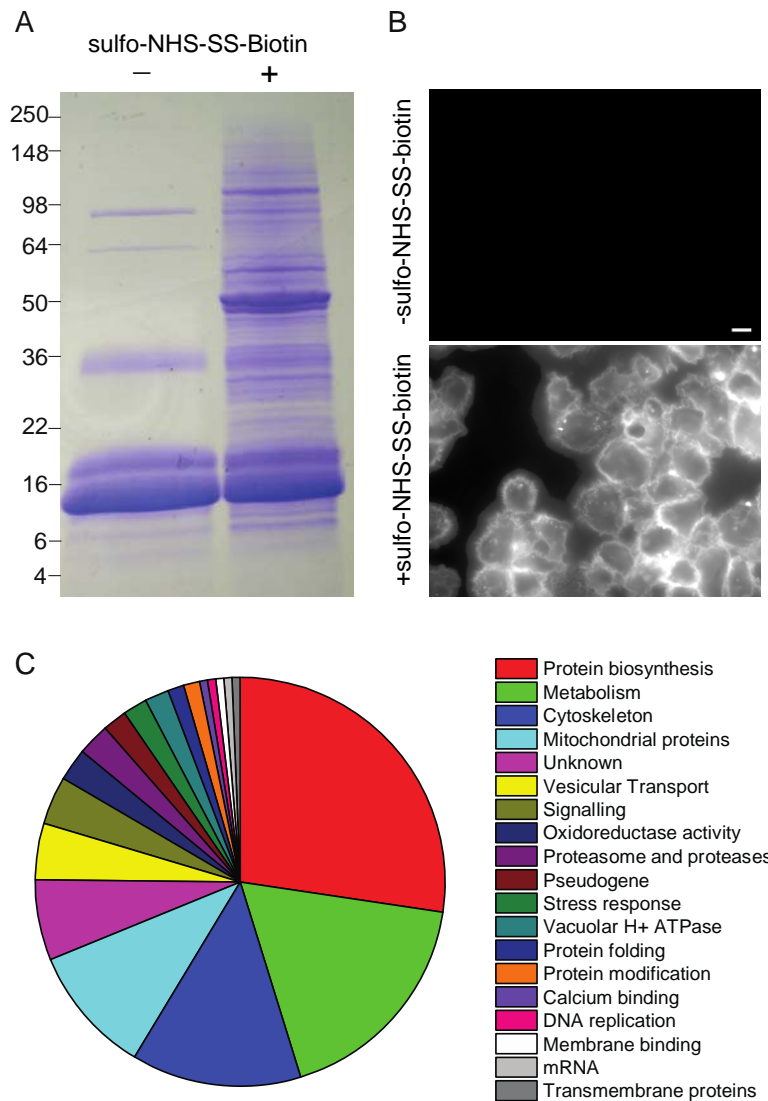 A
sulfo-NHS-SS-Biotin
– +
250
148
98
64
50
36
22
16
6
4
B
-sulfo-NHS-SS-biotin
+sulfo-NHS-SS-biotin
C
Protein biosynthesis
Metabolism
Cytoskeleton
Mitochondrial proteins
Unknown
Vesicular Transport
Signalling
Oxidoreductase activity
Proteasome and proteases
Pseudogene
Stress response
Vacuolar H+ ATPase
Protein folding
Protein modification
Calcium binding
DNA replication
Membrane binding
mRNA
Transmembrane proteins